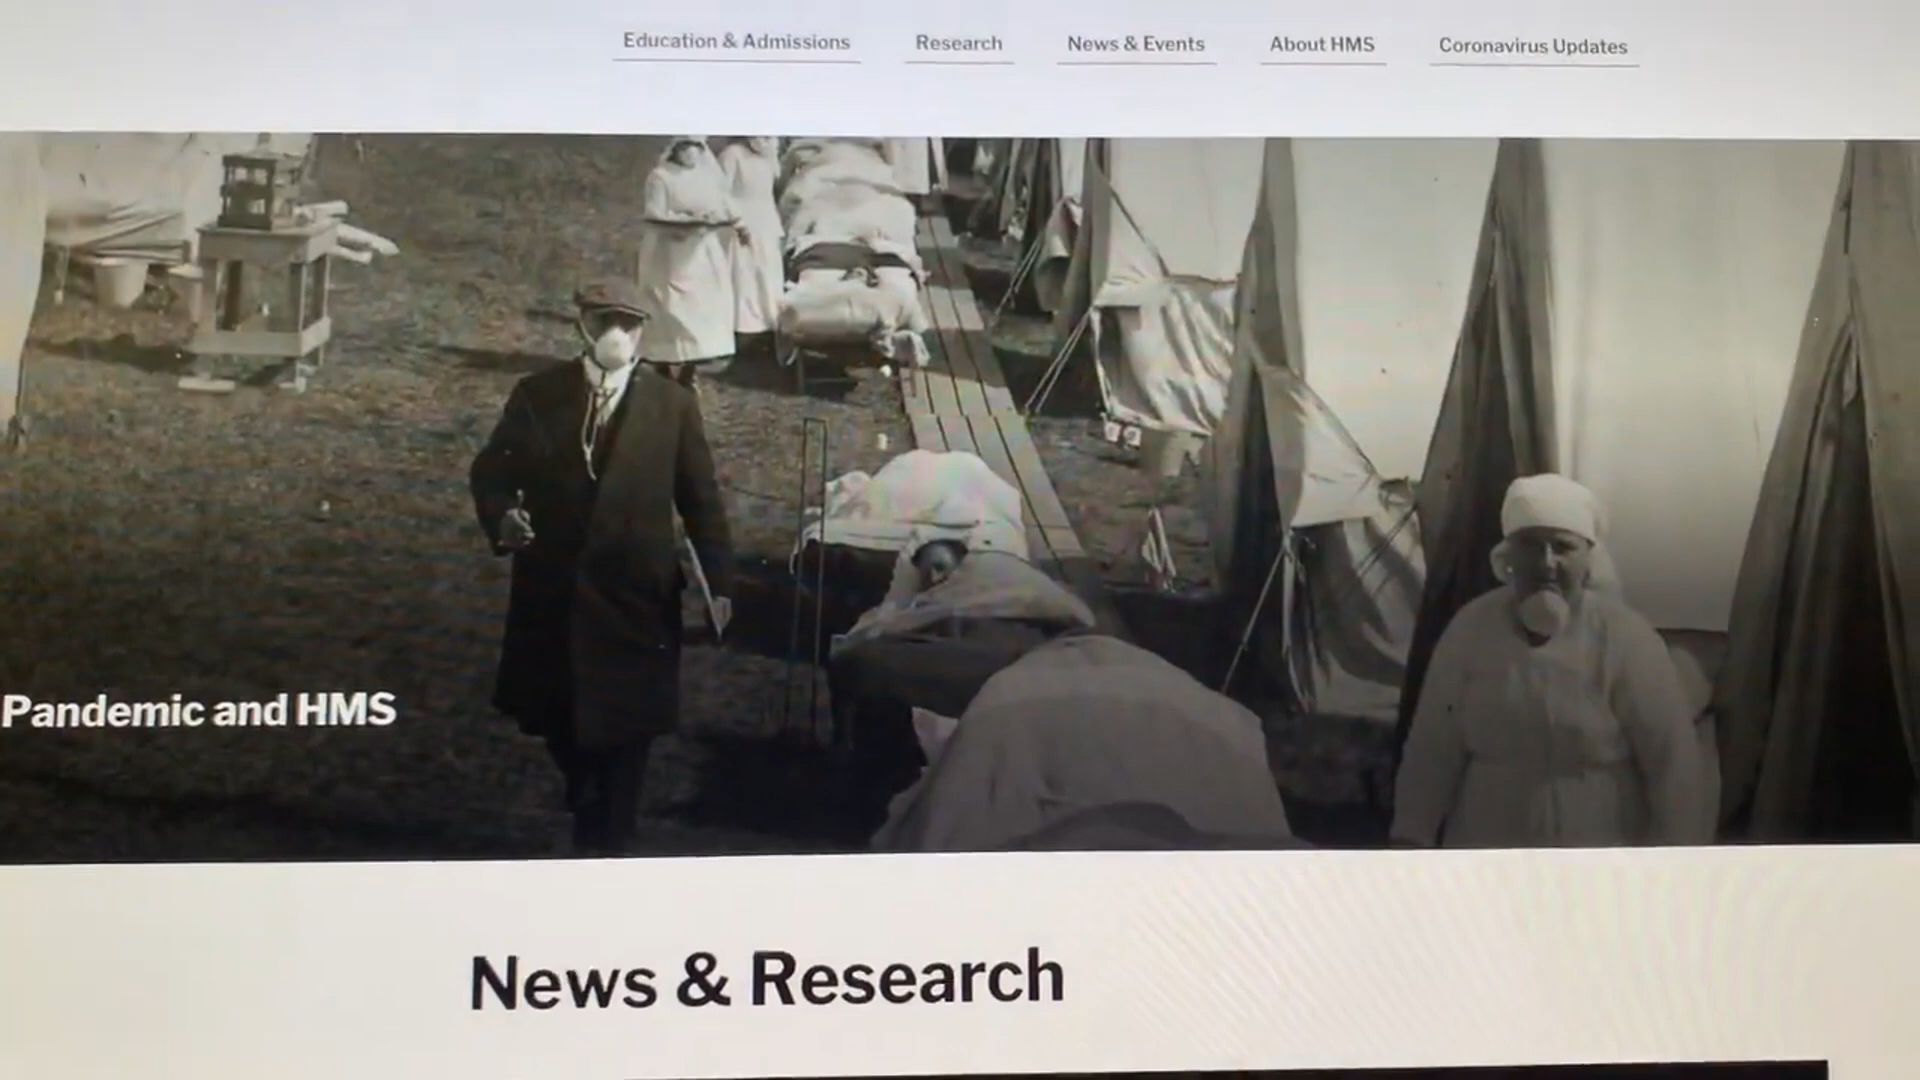 Education & Admissions Research News & Events About HMS Coronavirus Updates
Pandemic and HMS
News & Research